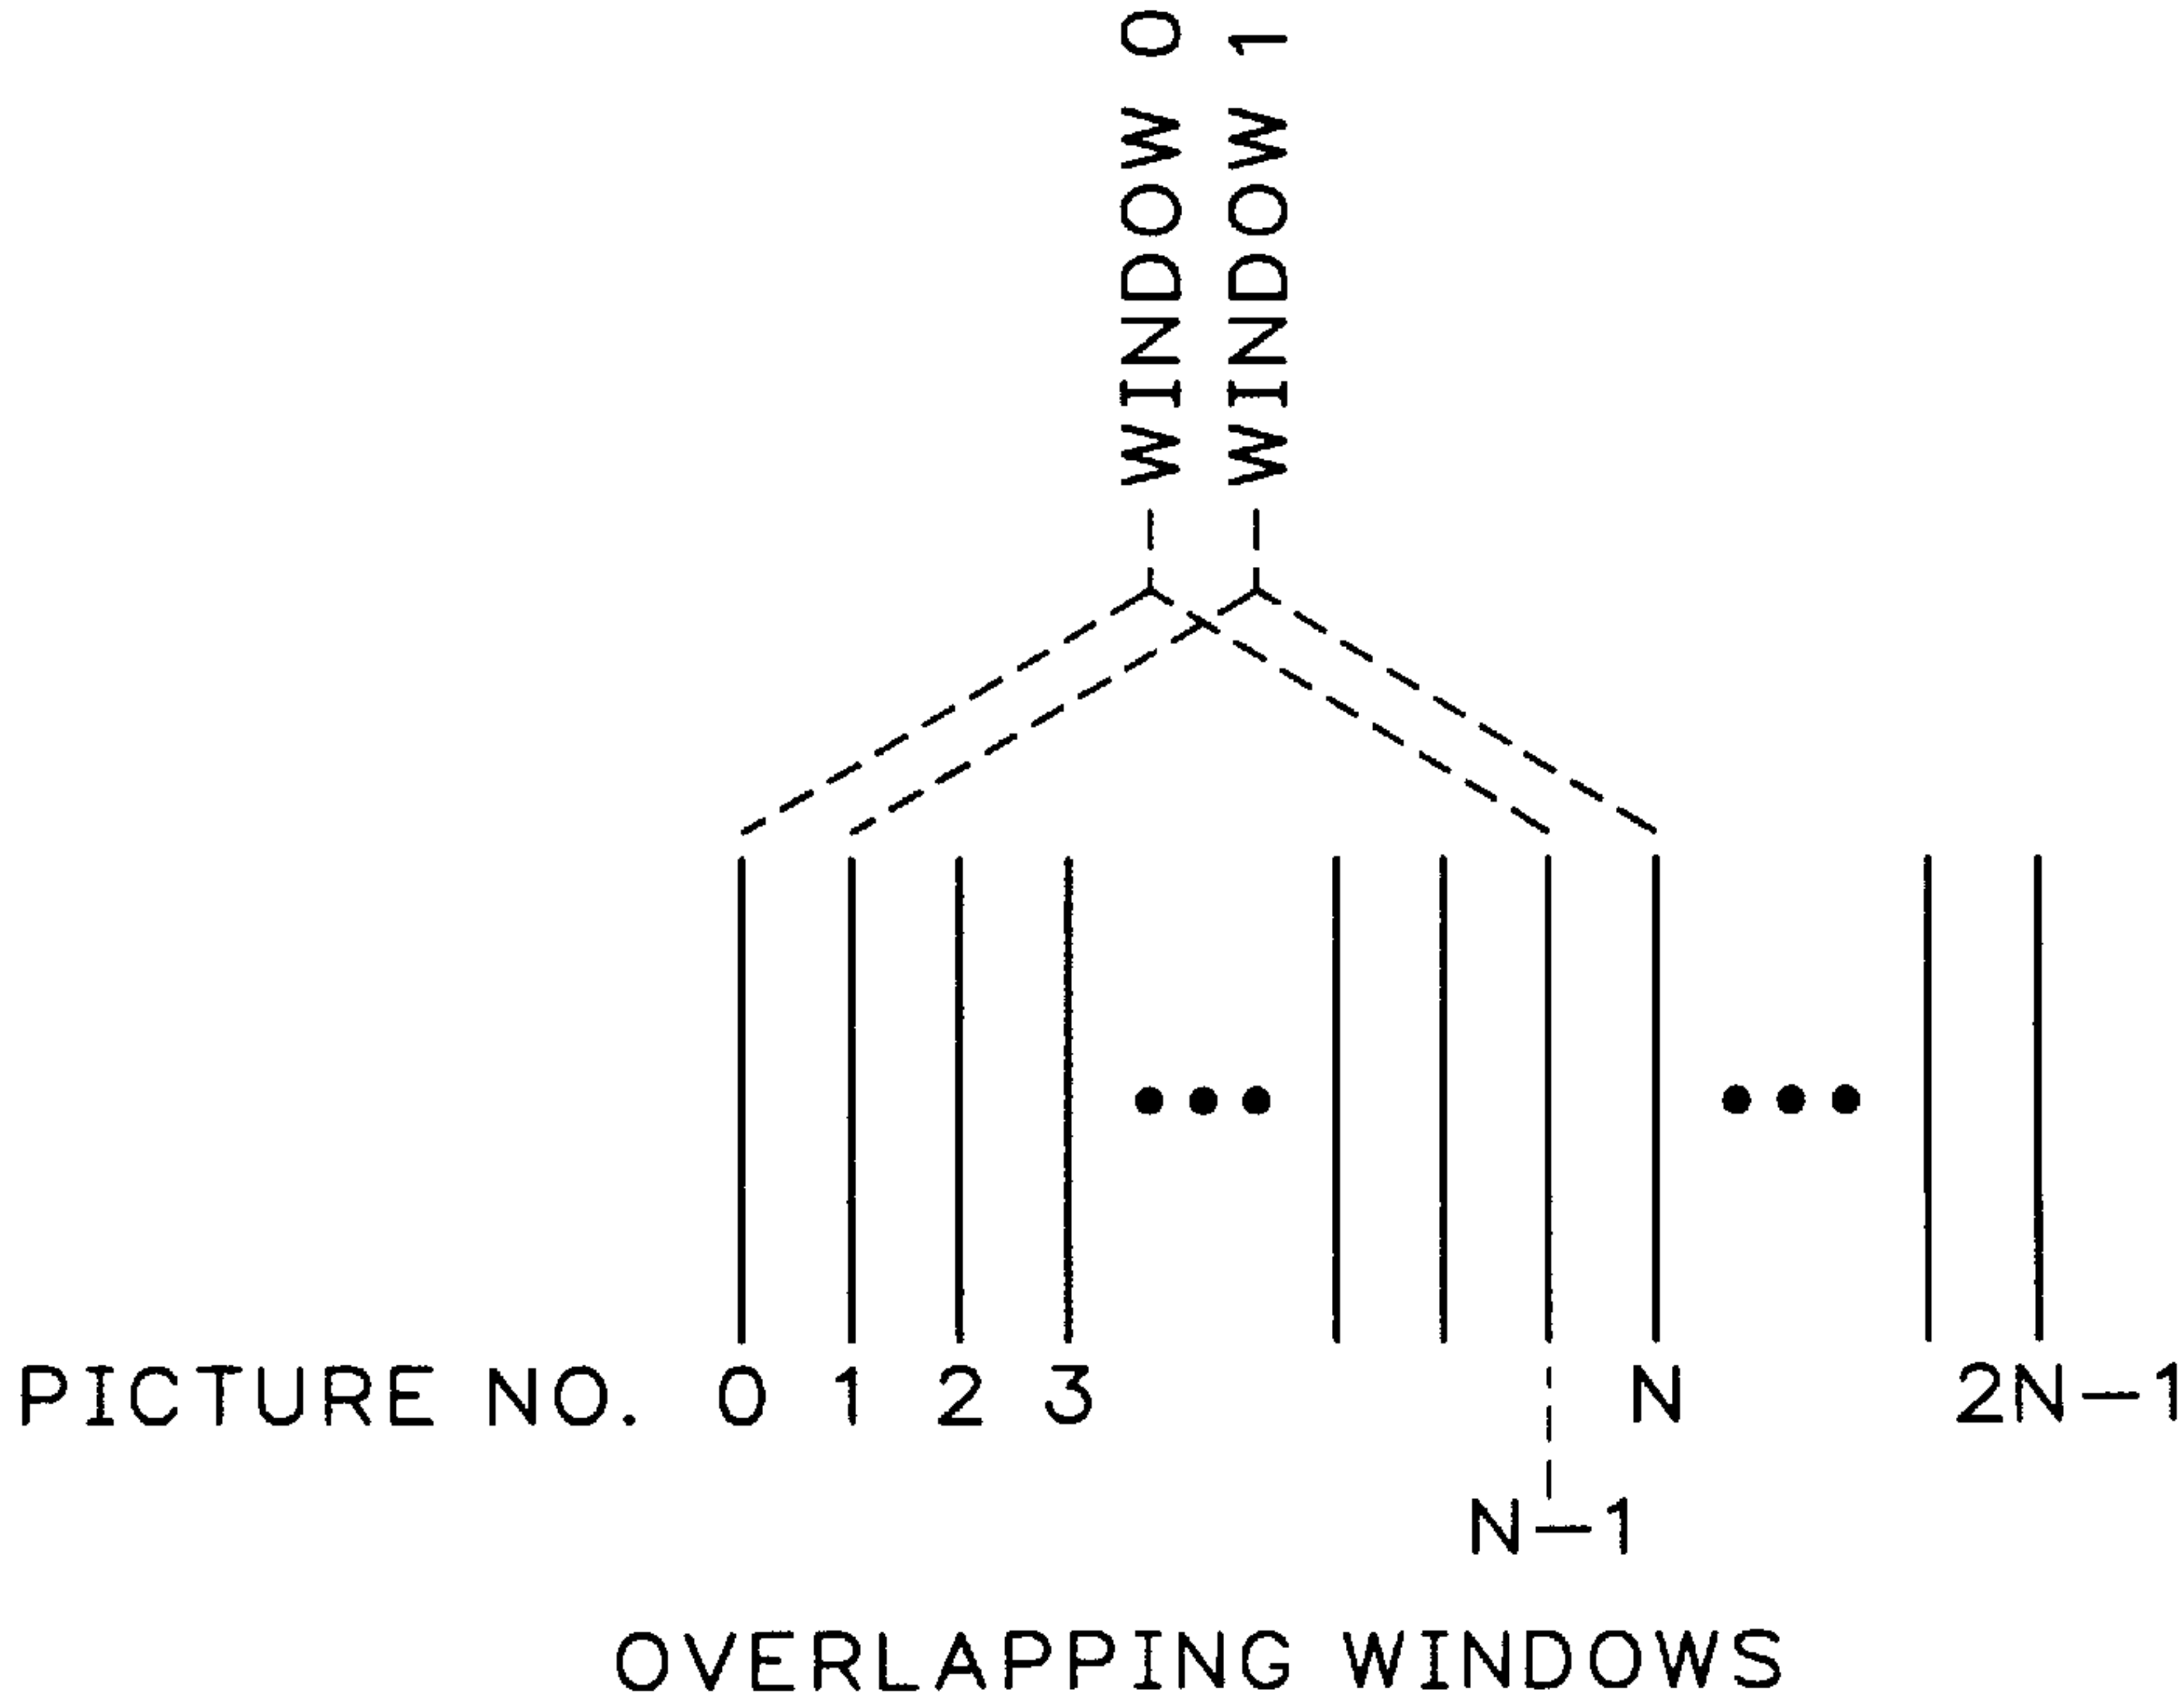 WINDOW 0
WINDOW 1
PICTURE NO. 0 1 2 3 N 2N-1
N-1
OVERLAPPING WINDOWS